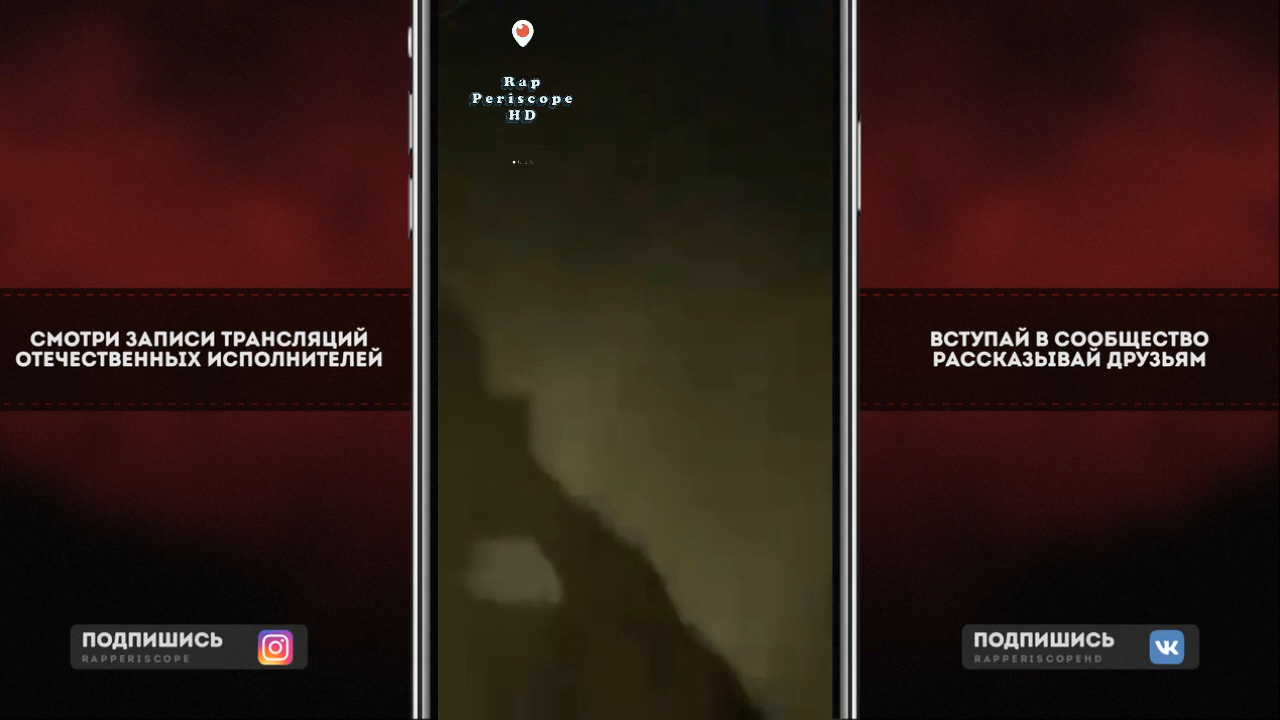 Rap
Periscope
HD
СМОТРИ ЗАПИСИ ТРАНСЛЯЦИЙ
ОТЕЧЕСТВЕННЫХ ИСПОЛНИТЕЛЕЙ
ВСТУПАЙ В СООБЩЕСТВО
РАССКАЗЫВАЙ ДРУЗЬЯМ
ПОДПИШИСЬ
RAPPERISCOPE
ПОДПИШИСЬ
RAPPERISCOPEHD